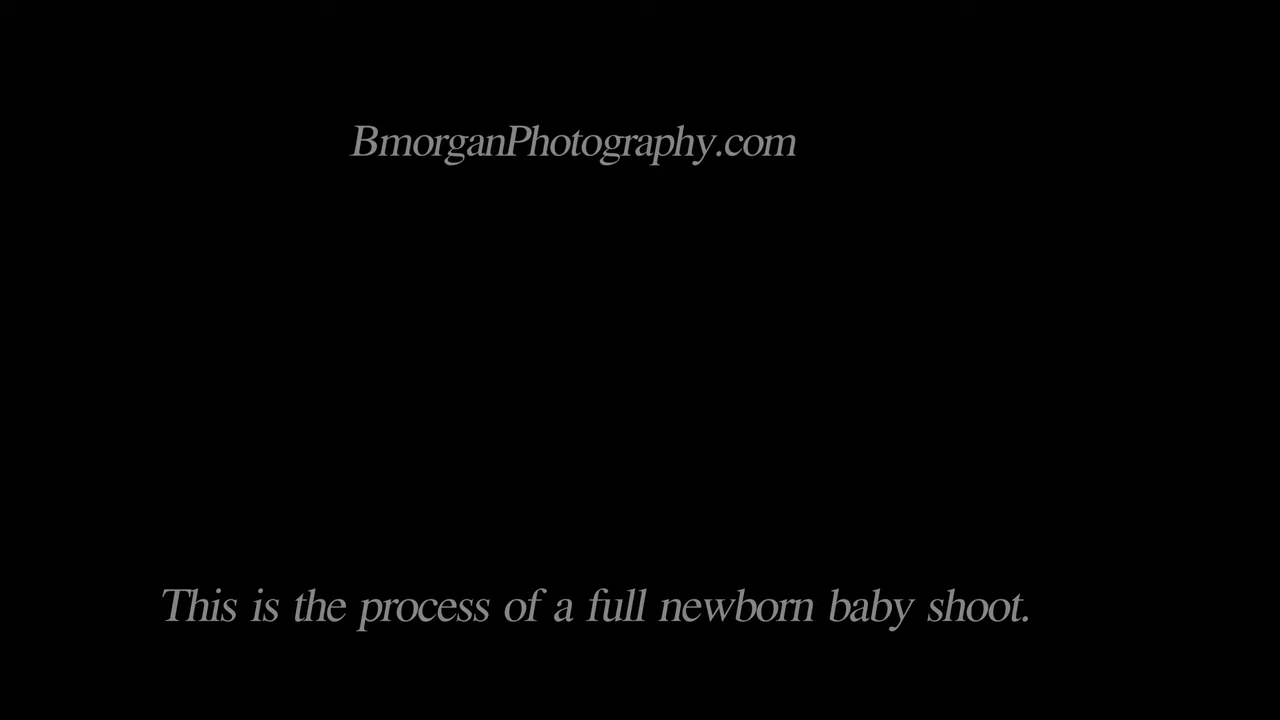 BmorganPhotography.com
This is the process of a full newborn baby shoot.